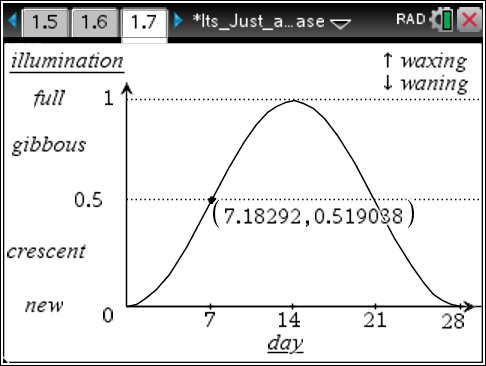 1.5 1.6 1.7 *Its_Just_a…ase RAD
illumination
↑ waxing
↓ waning
full 1
gibbous
0.5
(7.18292,0.519038)
crescent
new 0
7 14 21 28
day